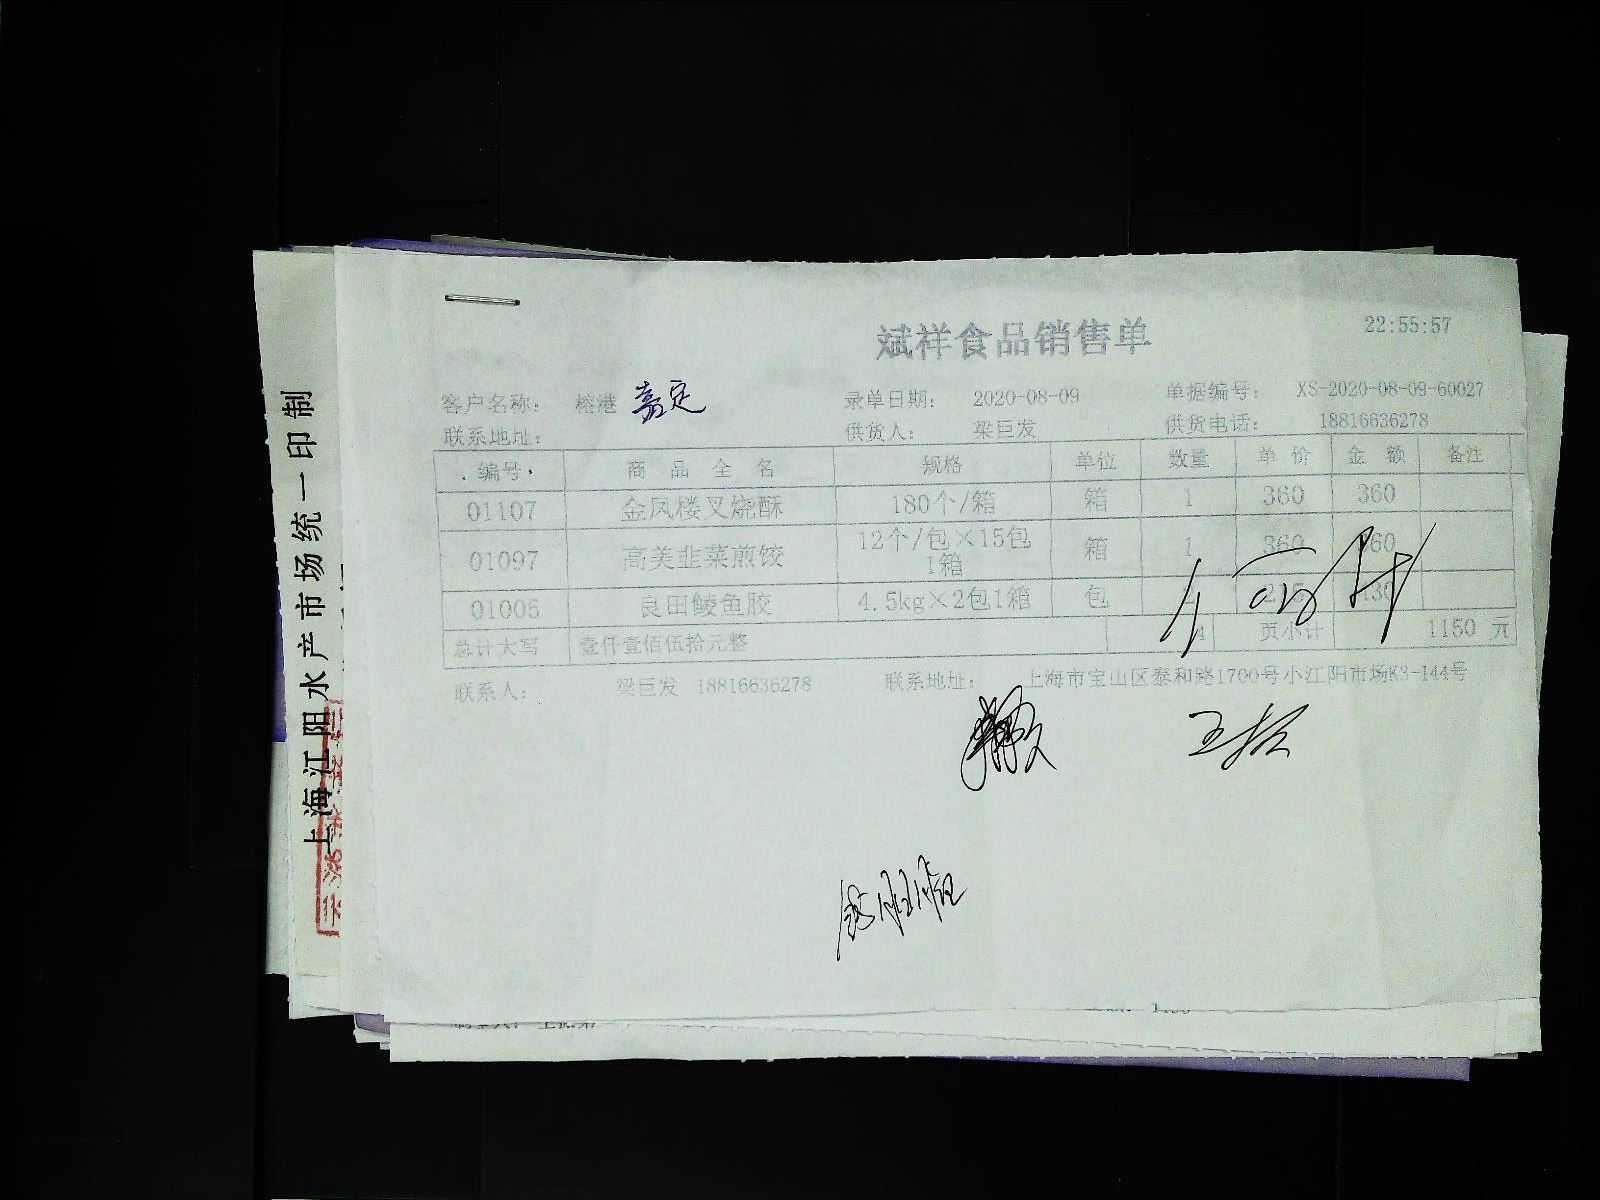 斌祥食品销售单
22:55:57
客户名称： 榕港 嘉定 录单日期： 2020-08-09 单据编号： XS-2020-08-09-60027
联系地址： 供货人： 梁巨发 供货电话： 18816636278
编号 商品全名 规格 单位 数量 单价 金额 备注
01107 金凤楼叉烧酥 180个/箱 箱 1 360 360
01097 高美韭菜煎饺 12个/包×15包1箱 箱 1 360 360
01006 良田鲮鱼胶 4.5kg×2包1箱 包
总计大写 壹仟壹佰伍拾元整 4 页小计 1150 元
联系人： 梁巨发 18816636278 联系地址： 上海市宝山区泰和路1700号小江阳市场K3-144号
上海江阳水产市场统一印制